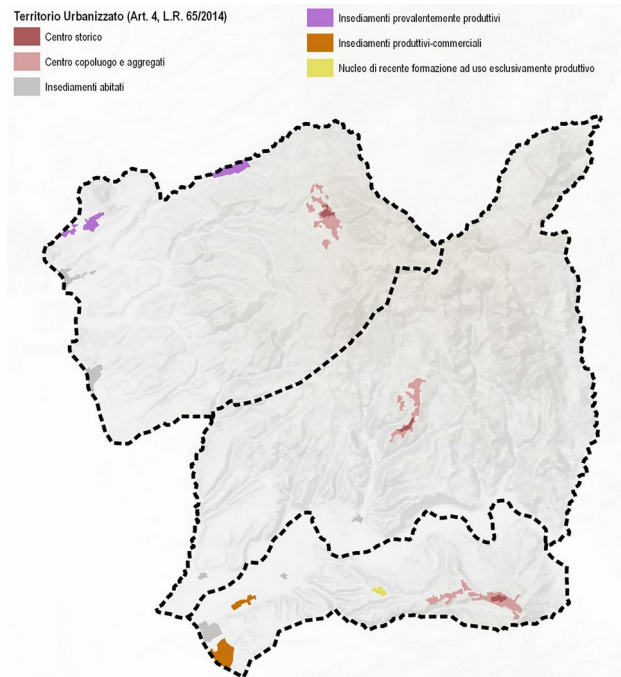 Territorio Urbanizzato (Art. 4, L.R. 65/2014)
Centro storico
Centro copoluogo e aggregati
Insediamenti abitati
Insediamenti prevalentemente produttivi
Insediamenti produttivi-commerciali
Nucleo di recente formazione ad uso esclusivamente produttivo